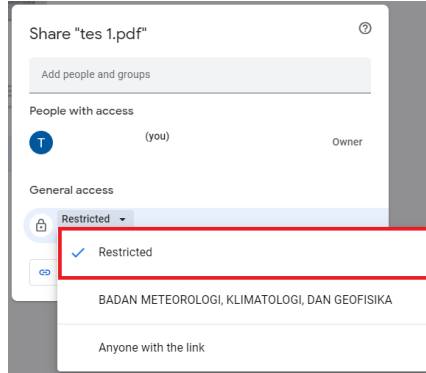 Share "tes 1.pdf"
Add people and groups
People with access
T
(you)
Owner
General access
Restricted
Restricted
BADAN METEOROLOGI, KLIMATOLOGI, DAN GEOFISIKA
Anyone with the link